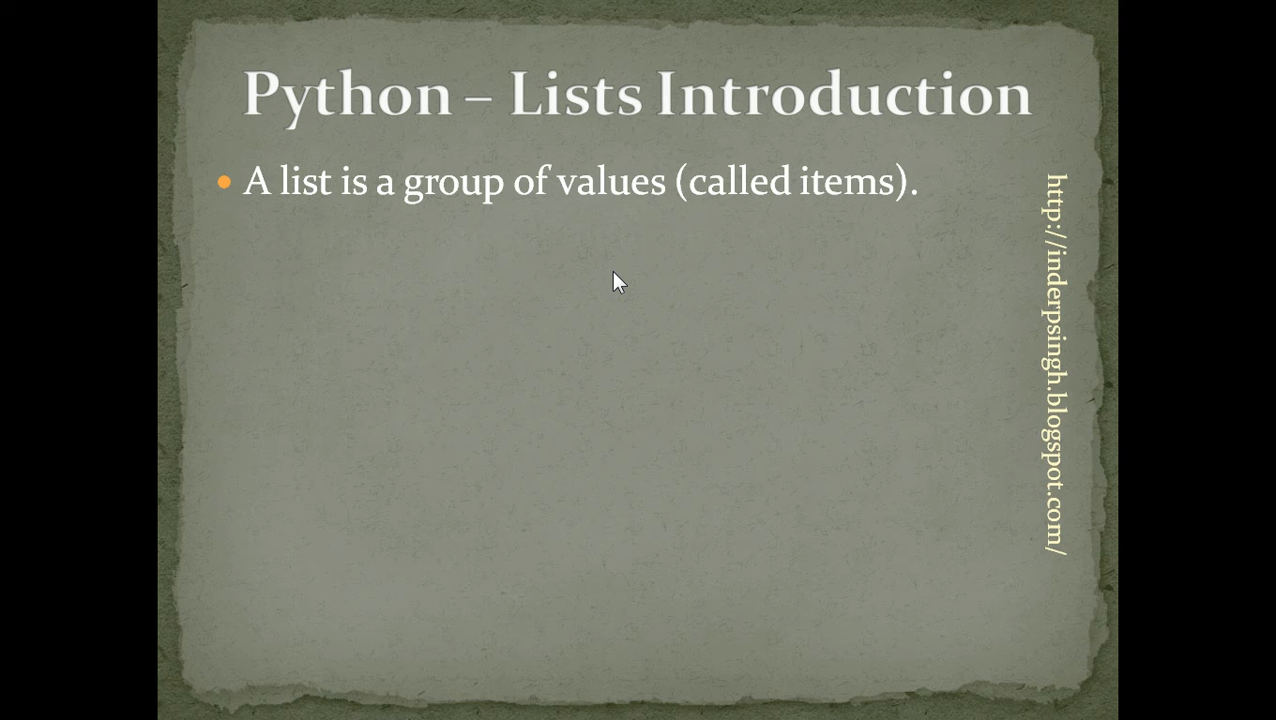 Python – Lists Introduction
• A list is a group of values (called items).
http://inderpsingh.blogspot.com/